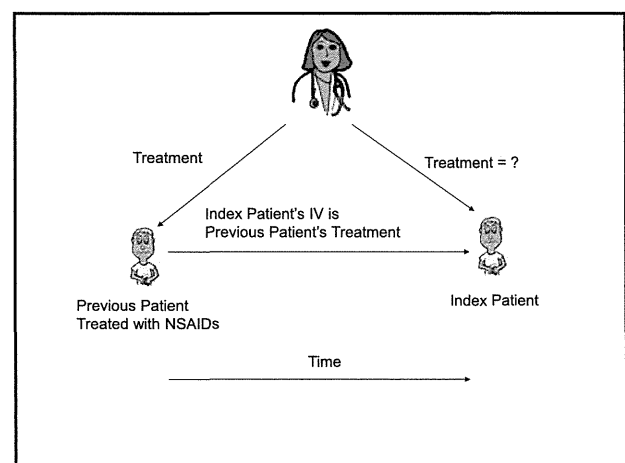 Treatment
Treatment = ?
Index Patient's IV is
Previous Patient's Treatment
Previous Patient
Treated with NSAIDs
Index Patient
Time